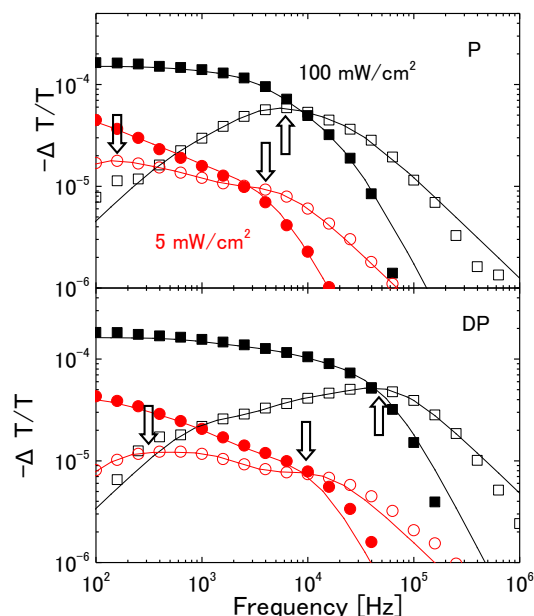 P
100 mW/cm²
10⁻⁴
−Δ T/T
10⁻⁵
5 mW/cm²
10⁻⁶
DP
10⁻⁴
−Δ T/T
10⁻⁵
10⁻⁶
10² 10³ 10⁴ 10⁵ 10⁶
Frequency [Hz]